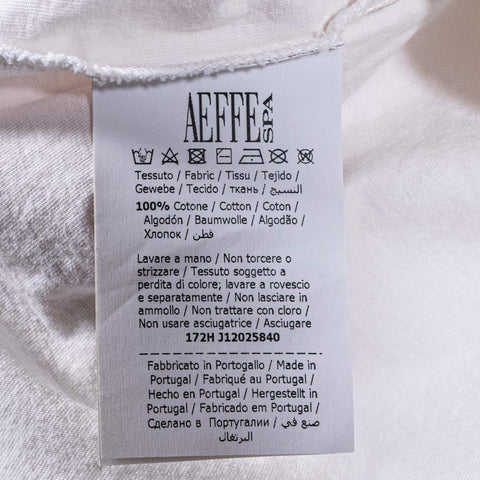 AEFFE SPA
Tessuto / Fabric / Tissu / Tejido /
Gewebe / Tecido / ткань / النسيج
100% Cotone / Cotton / Coton /
Algodón / Baumwolle / Algodão /
Хлопок / قطن
Lavare a mano / Non torcere o
strizzare / Tessuto soggetto a
perdita di colore; lavare a rovescio
e separatamente / Non lasciare in
ammollo / Non trattare con cloro /
Non usare asciugatrice / Asciugare
172H J12025840
Fabbricato in Portogallo / Made in
Portugal / Fabriqué au Portugal /
Hecho en Portugal / Hergestellt in
Portugal / Fabricado em Portugal /
Сделано в Португалии / صنع في
البرتغال